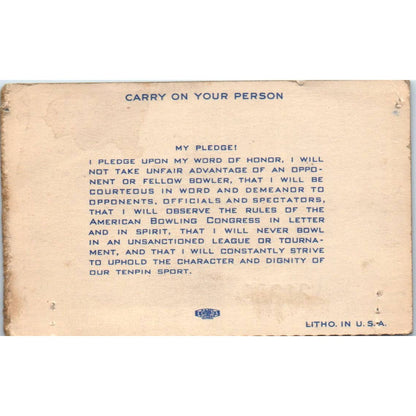 CARRY ON YOUR PERSON
MY PLEDGE!
I PLEDGE UPON MY WORD OF HONOR, I WILL
NOT TAKE UNFAIR ADVANTAGE OF AN OPPO-
NENT OR FELLOW BOWLER, THAT I WILL BE
COURTEOUS IN WORD AND DEMEANOR TO
OPPONENTS, OFFICIALS AND SPECTATORS,
THAT I WILL OBSERVE THE RULES OF THE
AMERICAN BOWLING CONGRESS IN LETTER
AND IN SPIRIT, THAT I WILL NEVER BOWL
IN AN UNSANCTIONED LEAGUE OR TOURNA-
MENT, AND THAT I WILL CONSTANTLY STRIVE
TO UPHOLD THE CHARACTER AND DIGNITY OF
OUR TENPIN SPORT.
LITHO. IN U.S.A.